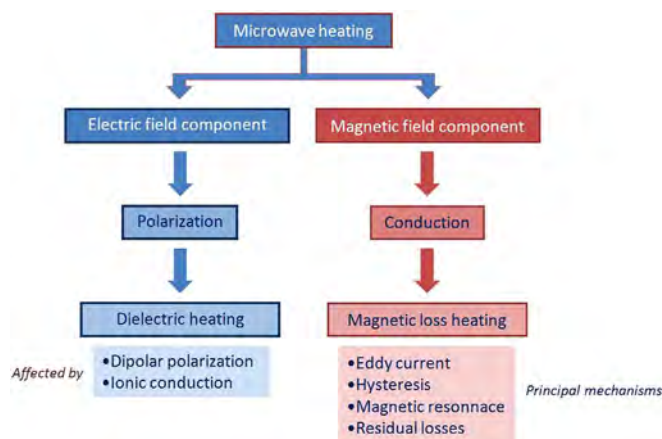 Microwave heating
Electric field component
Magnetic field component
Polarization
Conduction
Dielectric heating
Magnetic loss heating
Affected by
•Dipolar polarization
•Ionic conduction
•Eddy current
•Hysteresis
•Magnetic resonnace
•Residual losses
Principal mechanisms